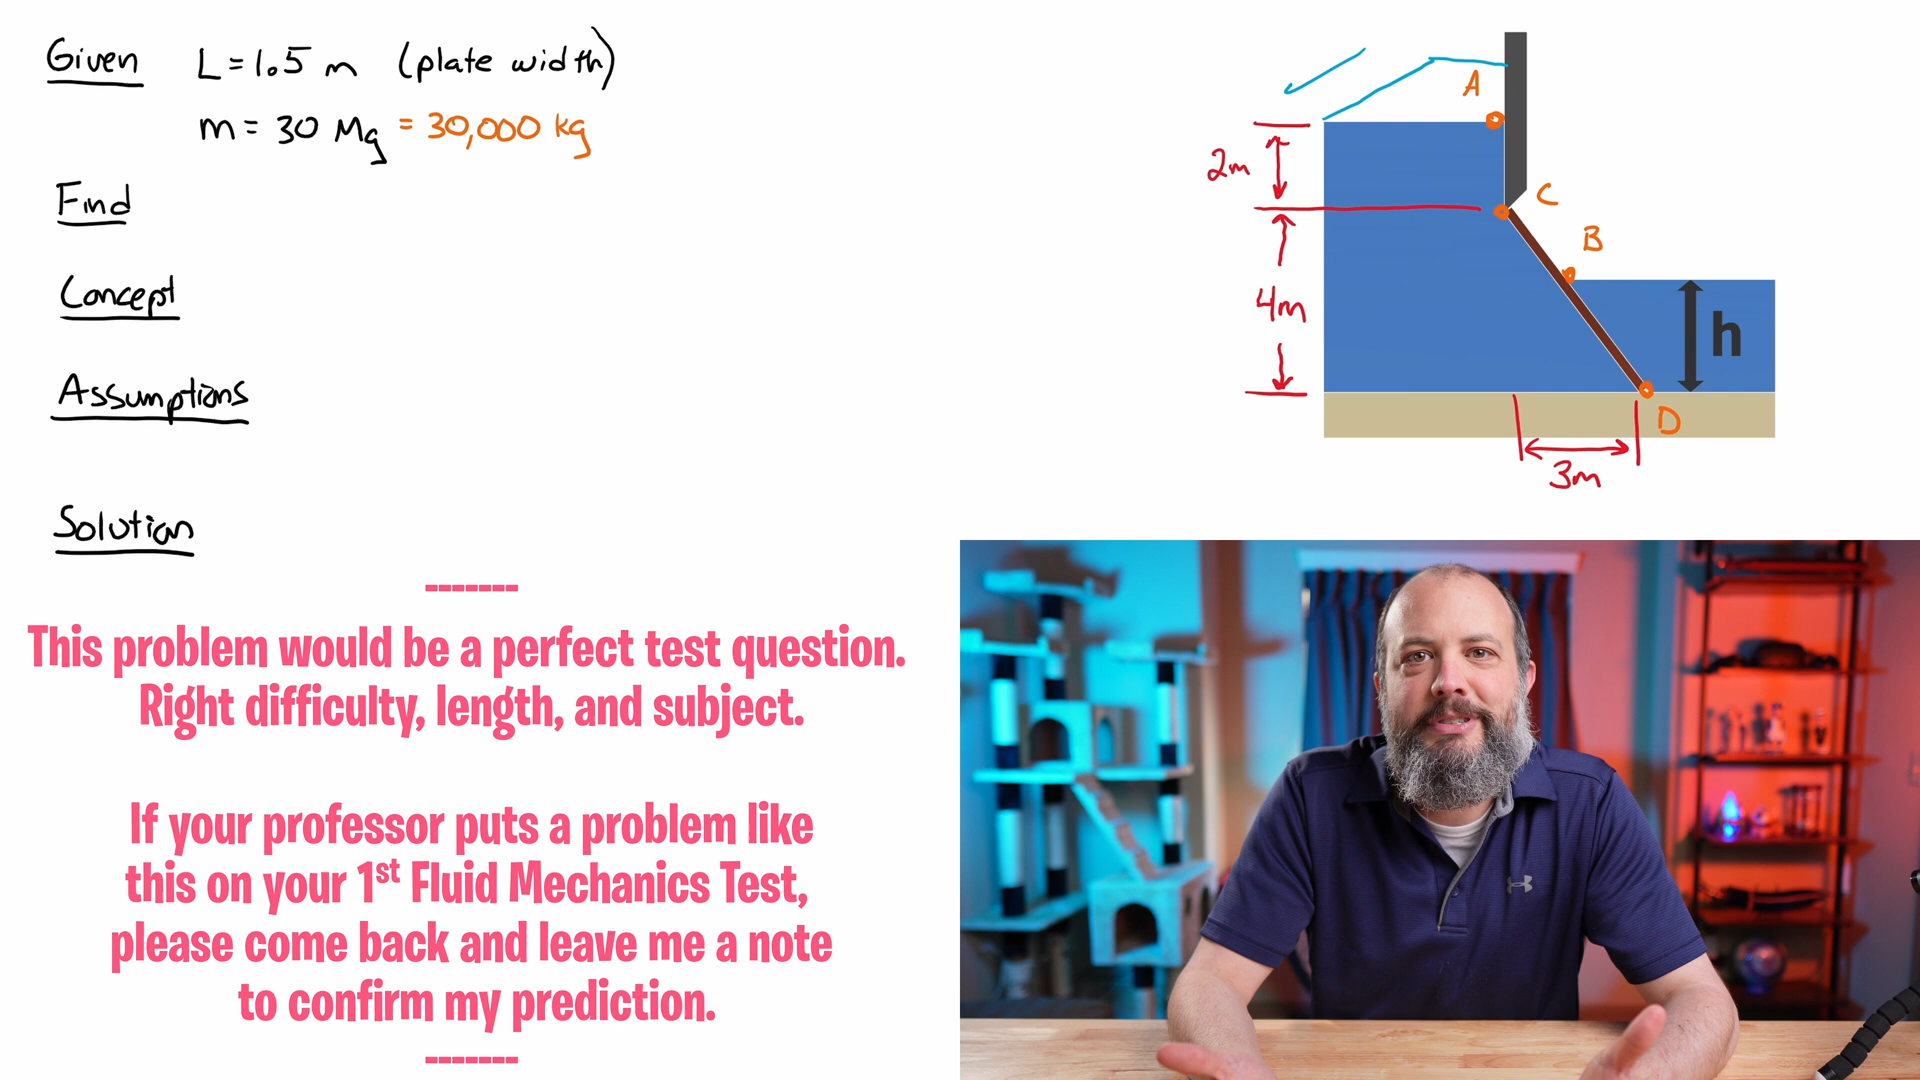 Given L = 1.5 m (plate width)
m = 30 Mg = 30,000 kg
Find
Concept
Assumptions
Solution
-------
This problem would be a perfect test question.
Right difficulty, length, and subject.
If your professor puts a problem like
this on your 1st Fluid Mechanics Test,
please come back and leave me a note
to confirm my prediction.
-------
A
2m
C
B
4m
h
D
3m